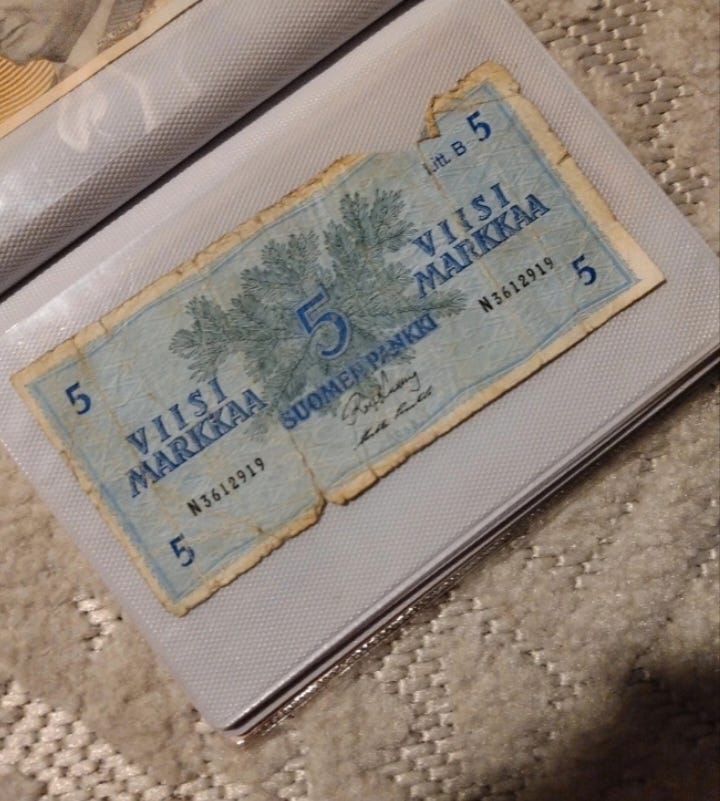 Litt. B 5
VIISI
MARKKAA
N3612919
5
5
SUOMEN PANKKI
5
VIISI
MARKKAA
N3612919
5